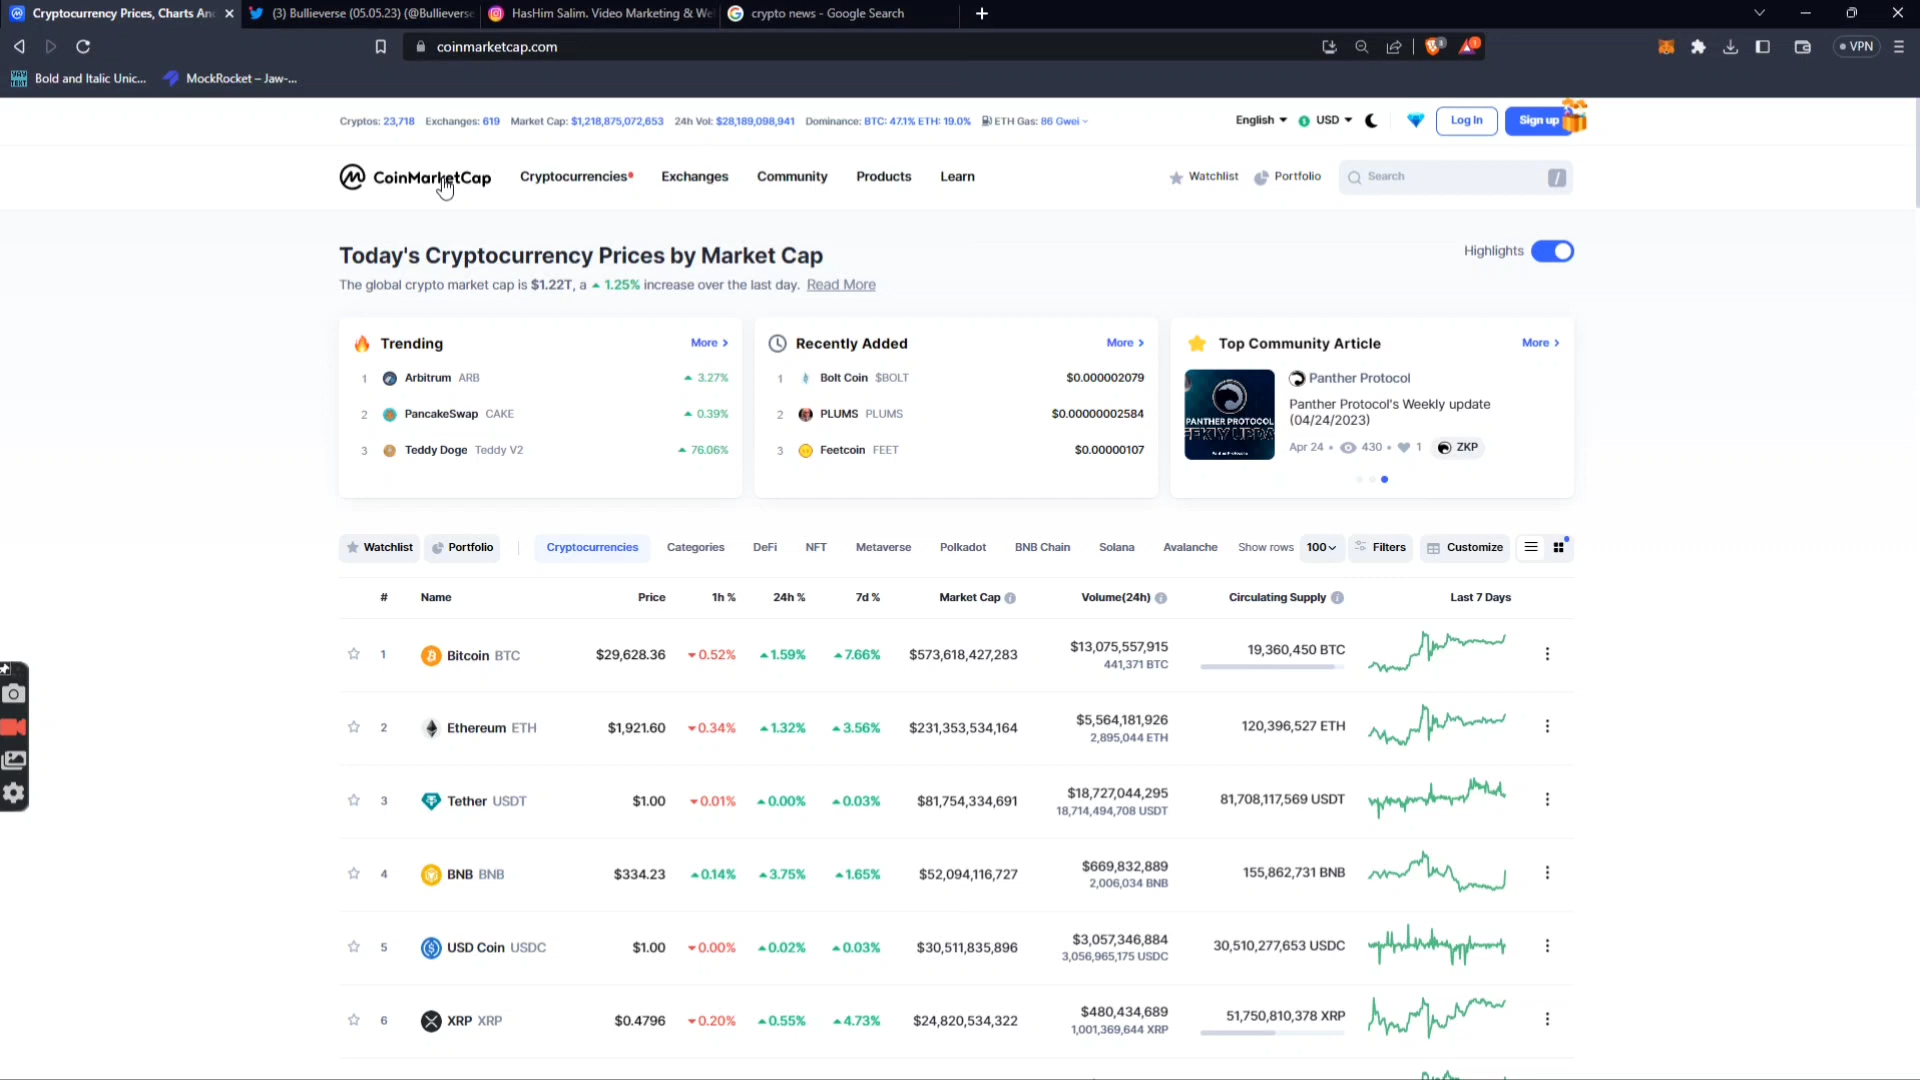 Cryptocurrency Prices, Charts An
(3) Bullieverse (05.05.23) (@Bullieverse
HasHim Salim. Video Marketing & We
crypto news - Google Search
coinmarketcap.com
VPN
Bold and Italic Unic...
MockRocket – Jaw-...
Cryptos: 23,718 Exchanges: 619 Market Cap: $1,218,875,072,653 24h Vol: $28,189,098,941 Dominance: BTC: 47.1% ETH: 19.0% ETH Gas: 86 Gwei
English USD Log In Sign up
CoinMarketCap Cryptocurrencies Exchanges Community Products Learn
Watchlist Portfolio Search /
Today's Cryptocurrency Prices by Market Cap
Highlights
The global crypto market cap is $1.22T, a 1.25% increase over the last day. Read More
Trending More
1 Arbitrum ARB 3.27%
2 PancakeSwap CAKE 0.39%
3 Teddy Doge Teddy V2 76.06%
Recently Added More
1 Bolt Coin $BOLT $0.000002079
2 PLUMS PLUMS $0.00000002584
3 Feetcoin FEET $0.00000107
Top Community Article More
PANTHER PROTOCOL
Panther Protocol
Panther Protocol's Weekly update
(04/24/2023)
Apr 24 • 430 • 1 ZKP
Watchlist Portfolio Cryptocurrencies Categories DeFi NFT Metaverse Polkadot BNB Chain Solana Avalanche Show rows 100 Filters Customize
# Name Price 1h % 24h % 7d % Market Cap Volume(24h) Circulating Supply Last 7 Days
1 Bitcoin BTC $29,628.36 0.52% 1.59% 7.66% $573,618,427,283 $13,075,557,915 19,360,450 BTC
441,371 BTC
2 Ethereum ETH $1,921.60 0.34% 1.32% 3.56% $231,353,534,164 $5,564,181,926 120,396,527 ETH
2,895,044 ETH
3 Tether USDT $1.00 0.01% 0.00% 0.03% $81,754,334,691 $18,727,044,295 81,708,117,569 USDT
18,714,494,708 USDT
4 BNB BNB $334.23 0.14% 3.75% 1.65% $52,094,116,727 $669,832,889 155,862,731 BNB
2,006,034 BNB
5 USD Coin USDC $1.00 0.00% 0.02% 0.03% $30,511,835,896 $3,057,346,884 30,510,277,653 USDC
3,056,965,175 USDC
6 XRP XRP $0.4796 0.20% 0.55% 4.73% $24,820,534,322 $480,434,689 51,750,810,378 XRP
1,001,369,644 XRP